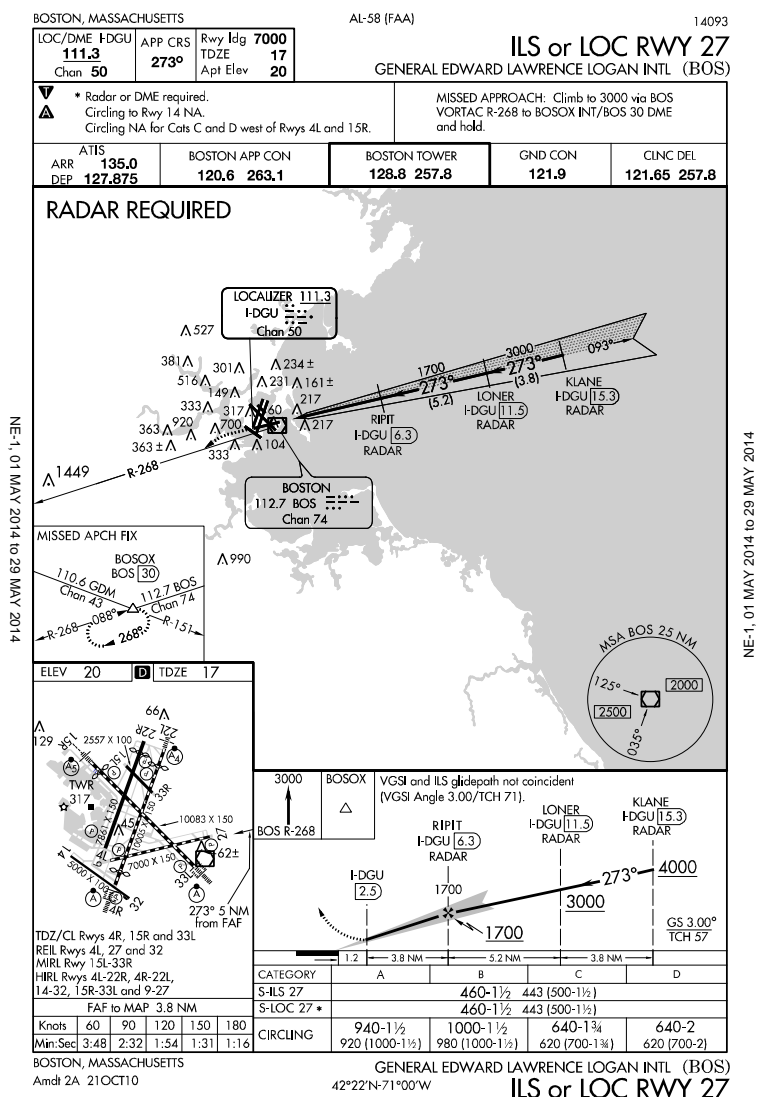 BOSTON, MASSACHUSETTS
AL-58 (FAA)
14093
LOC/DME I-DGU
111.3
Chan 50
APP CRS
273°
Rwy ldg 7000
TDZE 17
Apt Elev 20
ILS or LOC RWY 27
GENERAL EDWARD LAWRENCE LOGAN INTL (BOS)
T
A
* Radar or DME required.
Circling to Rwy 14 NA.
Circling NA for Cats C and D west of Rwys 4L and 15R.
MISSED APPROACH: Climb to 3000 via BOS
VORTAC R-268 to BOSOX INT/BOS 30 DME
and hold.
ATIS
ARR 135.0
DEP 127.875
BOSTON APP CON
120.6 263.1
BOSTON TOWER
128.8 257.8
GND CON
121.9
CLNC DEL
121.65 257.8
RADAR REQUIRED
LOCALIZER 111.3
I-DGU
Chan 50
527
381
301
234±
516
231
161±
149
217
333
317
60
217
363
920
700
363±
333
104
1449
R-268
990
1700
3000
273°
273°
093°
(5.2)
(3.8)
RIPIT
I-DGU 6.3
RADAR
LONER
I-DGU 11.5
RADAR
KLANE
I-DGU 15.3
RADAR
BOSTON
112.7 BOS
Chan 74
NE-1, 01 MAY 2014 to 29 MAY 2014
NE-1, 01 MAY 2014 to 29 MAY 2014
MISSED APCH FIX
BOSOX
BOS 30
110.6 GDM
Chan 43
112.7 BOS
Chan 74
R-268
088°
268°
R-151
MSA BOS 25 NM
125°
2000
2500
035°
ELEV 20
D
TDZE 17
129
66
15R
2557 X 100
22R
22L
15L
A5
A4
TWR
317
33R
7861 X 150
10005 X 150
10083 X 150
45
4L
9
27
62±
7000 X 150
14
5000 X 100
4R
32
33L
A
A
273° 5 NM
from FAF
TDZ/CL Rwys 4R, 15R and 33L
REIL Rwys 4L, 27 and 32
MIRL Rwy 15L-33R
HIRL Rwys 4L-22R, 4R-22L,
14-32, 15R-33L and 9-27
FAF to MAP 3.8 NM
Knots 60 90 120 150 180
Min:Sec 3:48 2:32 1:54 1:31 1:16
3000
BOS R-268
BOSOX
VGSI and ILS glidepath not coincident
(VGSI Angle 3.00/TCH 71).
I-DGU
2.5
RIPIT
I-DGU 6.3
RADAR
LONER
I-DGU 11.5
RADAR
KLANE
I-DGU 15.3
RADAR
1700
1700
3000
273°
4000
GS 3.00°
TCH 57
1.2
3.8 NM
5.2 NM
3.8 NM
CATEGORY A B C D
S-ILS 27 460-1½ 443 (500-1½)
S-LOC 27 * 460-1½ 443 (500-1½)
CIRCLING
940-1½
920 (1000-1½)
1000-1½
980 (1000-1½)
640-1¾
620 (700-1¾)
640-2
620 (700-2)
BOSTON, MASSACHUSETTS
Amdt 2A 21OCT10
42°22'N-71°00'W
GENERAL EDWARD LAWRENCE LOGAN INTL (BOS)
ILS or LOC RWY 27